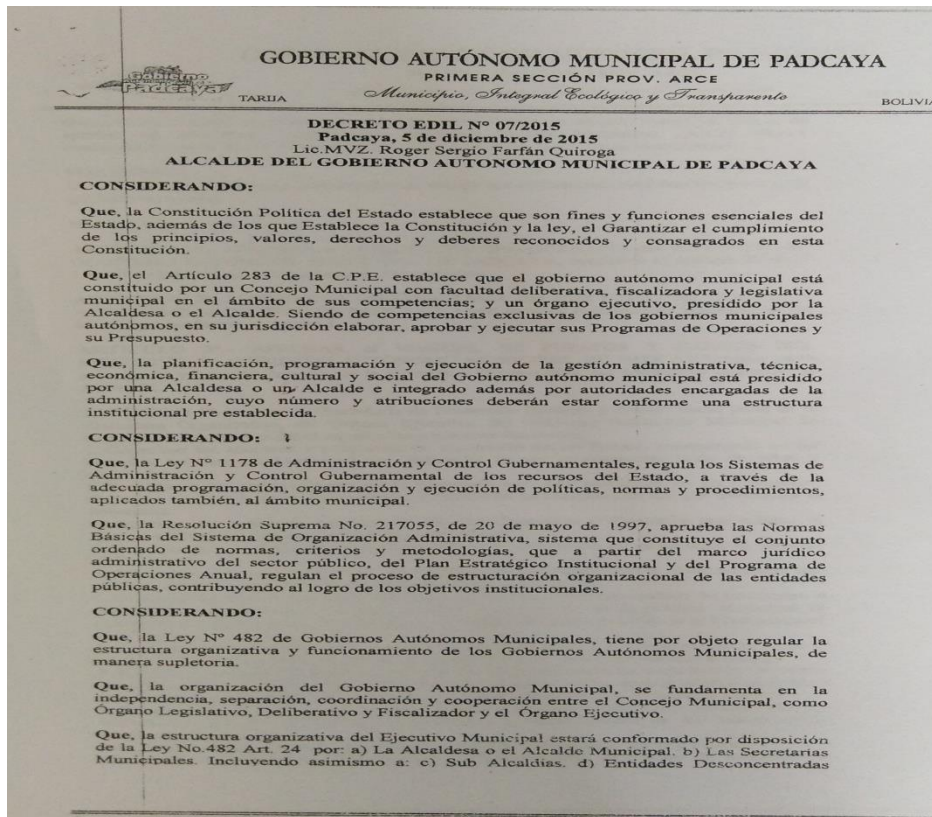 GOBIERNO AUTÓNOMO MUNICIPAL DE PADCAYA
PRIMERA SECCIÓN PROV. ARCE
Gobierno
Padcaya
TARIJA
Municipio, Integral Ecológico y Transparente
BOLIVIA
DECRETO EDIL Nº 07/2015
Padcaya, 5 de diciembre de 2015
Lic.MVZ. Roger Sergio Farfán Quiroga
ALCALDE DEL GOBIERNO AUTONOMO MUNICIPAL DE PADCAYA
CONSIDERANDO:
Que, la Constitución Política del Estado establece que son fines y funciones esenciales del
Estado, además de los que Establece la Constitución y la ley, el Garantizar el cumplimiento
de los principios, valores, derechos y deberes reconocidos y consagrados en esta
Constitución.
Que, el Artículo 283 de la C.P.E. establece que el gobierno autónomo municipal está
constituido por un Concejo Municipal con facultad deliberativa, fiscalizadora y legislativa
municipal en el ámbito de sus competencias; y un órgano ejecutivo, presidido por la
Alcaldesa o el Alcalde. Siendo de competencias exclusivas de los gobiernos municipales
autónomos, en su jurisdicción elaborar, aprobar y ejecutar sus Programas de Operaciones y
su Presupuesto.
Que, la planificación, programación y ejecución de la gestión administrativa, técnica,
económica, financiera, cultural y social del Gobierno autónomo municipal está presidido
por una Alcaldesa o un Alcalde e integrado además por autoridades encargadas de la
administración, cuyo número y atribuciones deberán estar conforme una estructura
institucional pre establecida.
CONSIDERANDO:
Que, la Ley Nº 1178 de Administración y Control Gubernamentales, regula los Sistemas de
Administración y Control Gubernamental de los recursos del Estado, a través de la
adecuada programación, organización y ejecución de políticas, normas y procedimientos,
aplicados también, al ámbito municipal.
Que, la Resolución Suprema No. 217055, de 20 de mayo de 1997, aprueba las Normas
Básicas del Sistema de Organización Administrativa, sistema que constituye el conjunto
ordenado de normas, criterios y metodologías, que a partir del marco jurídico
administrativo del sector público, del Plan Estratégico Institucional y del Programa de
Operaciones Anual, regulan el proceso de estructuración organizacional de las entidades
públicas, contribuyendo al logro de los objetivos institucionales.
CONSIDERANDO:
Que, la Ley Nº 482 de Gobiernos Autónomos Municipales, tiene por objeto regular la
estructura organizativa y funcionamiento de los Gobiernos Autónomos Municipales, de
manera supletoria.
Que, la organización del Gobierno Autónomo Municipal, se fundamenta en la
independencia, separación, coordinación y cooperación entre el Concejo Municipal, como
Órgano Legislativo, Deliberativo y Fiscalizador y el Órgano Ejecutivo.
Que, la estructura organizativa del Ejecutivo Municipal estará conformado por disposición
de la Ley No.482 Art. 24 por: a) La Alcaldesa o el Alcalde Municipal. b) Las Secretarias
Municipales. Incluyendo asimismo a: c) Sub Alcaldias. d) Entidades Desconcentradas